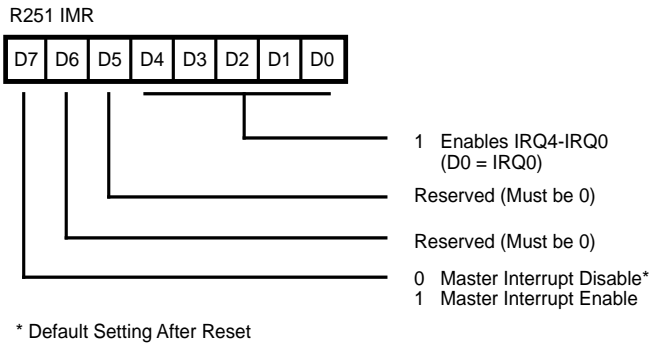 R251 IMR
D7 D6 D5 D4 D3 D2 D1 D0
1 Enables IRQ4-IRQ0
(D0 = IRQ0)
Reserved (Must be 0)
Reserved (Must be 0)
0 Master Interrupt Disable*
1 Master Interrupt Enable
* Default Setting After Reset